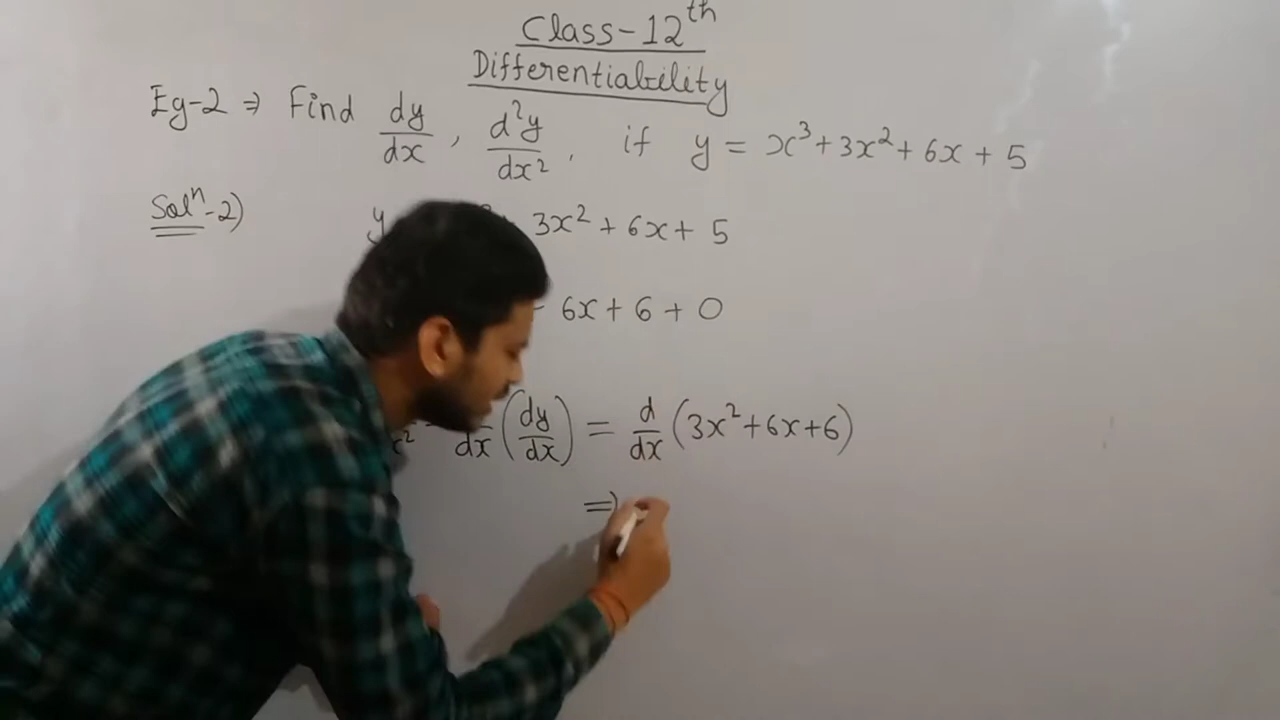 Class-12th
Differentiability
Eg-2 ⇒ Find dy/dx, d²y/dx², if y = x³+3x²+6x+5
Solⁿ-2) y 3x²+6x+5
6x+6+0
x² dx (dy/dx) = d/dx (3x²+6x+6)
⇒